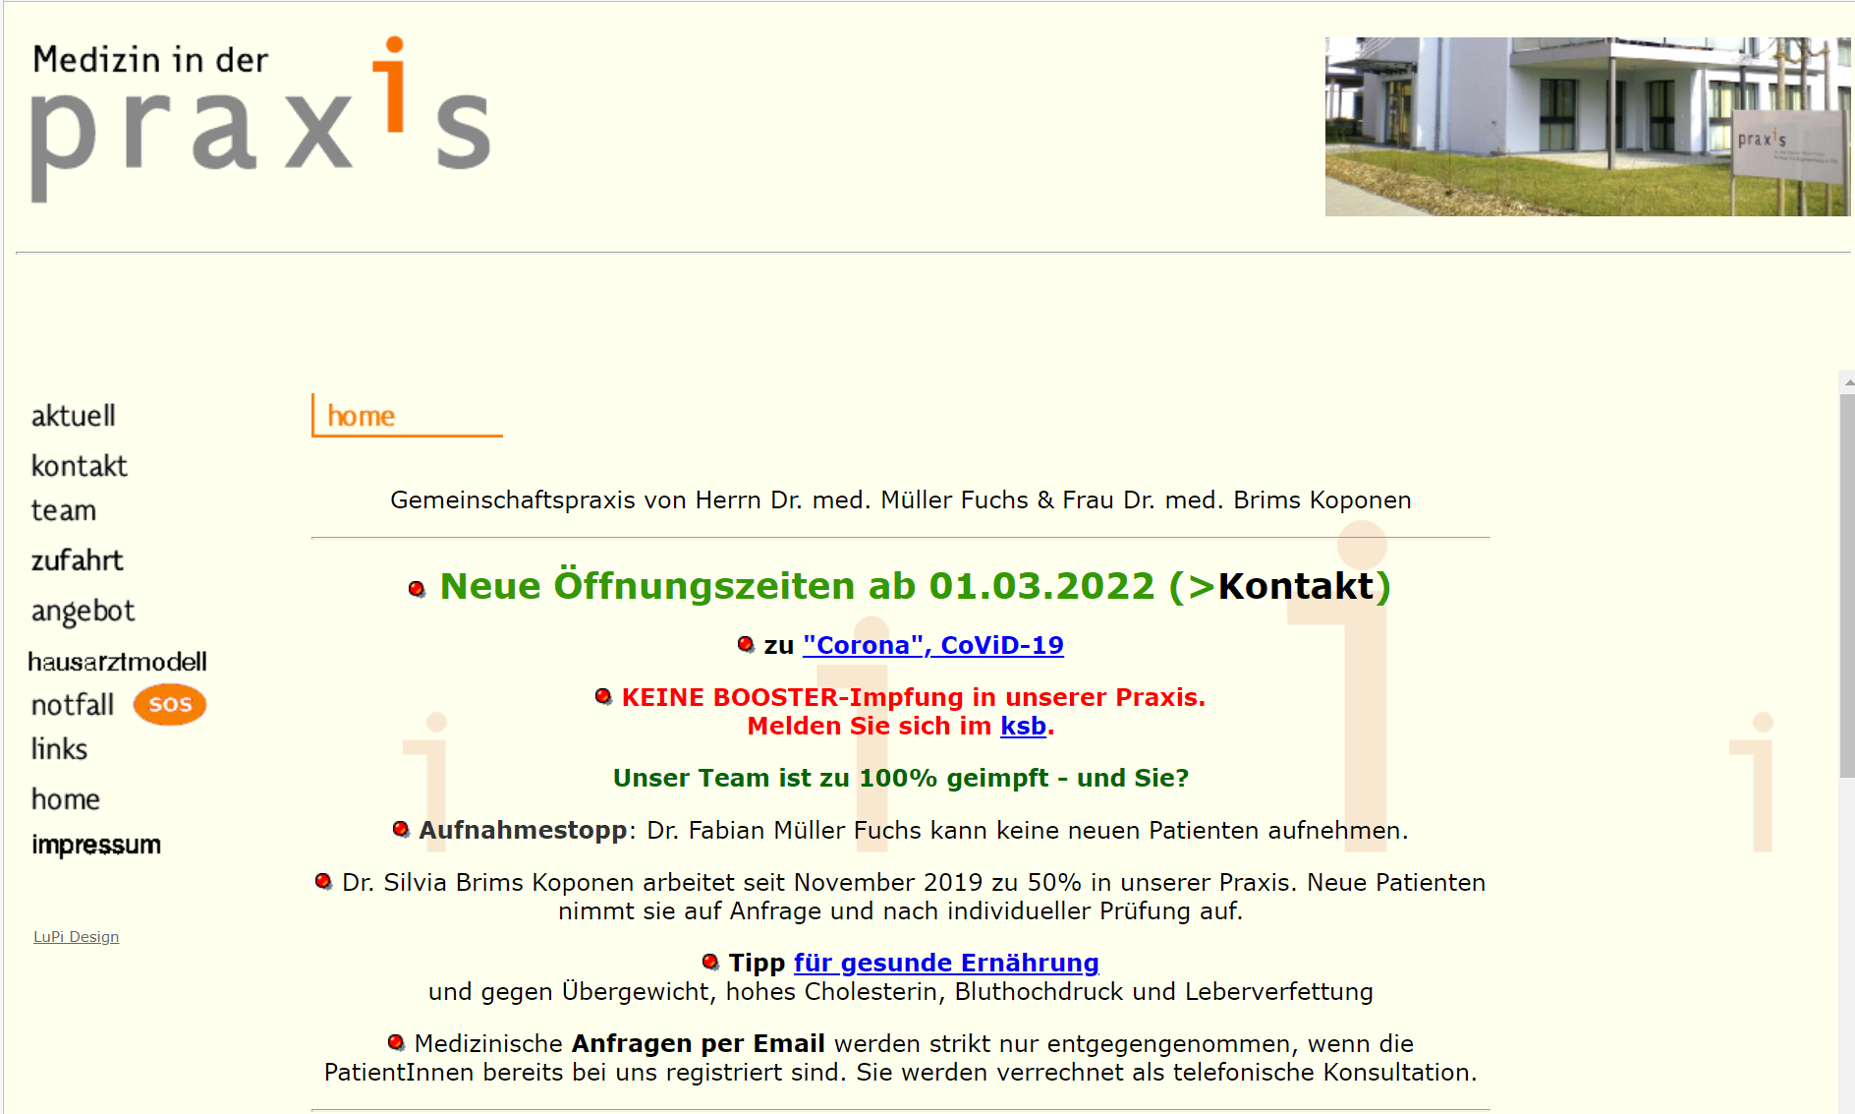 Medizin in der
praxis
praxis
aktuell
kontakt
team
zufahrt
angebot
hausarztmodell
notfall SOS
links
home
impressum
LuPi Design
home
Gemeinschaftspraxis von Herrn Dr. med. Müller Fuchs & Frau Dr. med. Brims Koponen
Neue Öffnungszeiten ab 01.03.2022 (>Kontakt)
zu "Corona", CoViD-19
KEINE BOOSTER-Impfung in unserer Praxis.
Melden Sie sich im ksb.
Unser Team ist zu 100% geimpft - und Sie?
Aufnahmestopp: Dr. Fabian Müller Fuchs kann keine neuen Patienten aufnehmen.
Dr. Silvia Brims Koponen arbeitet seit November 2019 zu 50% in unserer Praxis. Neue Patienten
nimmt sie auf Anfrage und nach individueller Prüfung auf.
Tipp für gesunde Ernährung
und gegen Übergewicht, hohes Cholesterin, Bluthochdruck und Leberverfettung
Medizinische Anfragen per Email werden strikt nur entgegengenommen, wenn die
PatientInnen bereits bei uns registriert sind. Sie werden verrechnet als telefonische Konsultation.